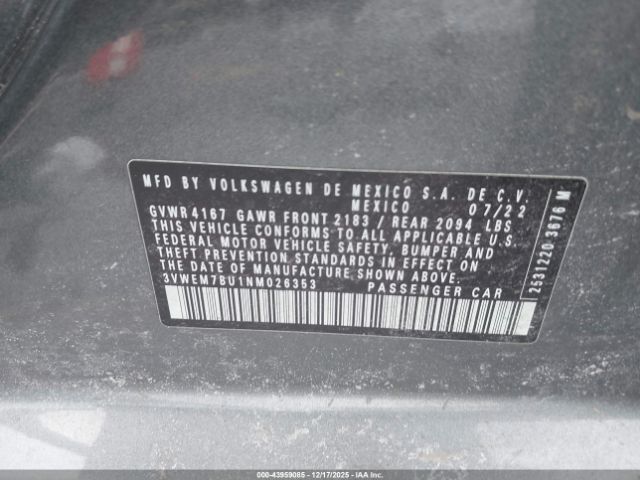 MFD BY VOLKSWAGEN DE MEXICO S.A. DE C.V.
MEXICO 07/22
GVWR 4167 GAWR FRONT 2183 / REAR 2094 LBS
THIS VEHICLE CONFORMS TO ALL APPLICABLE U.S.
FEDERAL MOTOR VEHICLE SAFETY, BUMPER AND
THEFT PREVENTION STANDARDS IN EFFECT ON
THE DATE OF MANUFACTURE SHOWN ABOVE.
3VWEM7BU1NM026353 PASSENGER CAR
2531220 3676 M
000-43959085 - 12/17/2025 - IAAI.COM